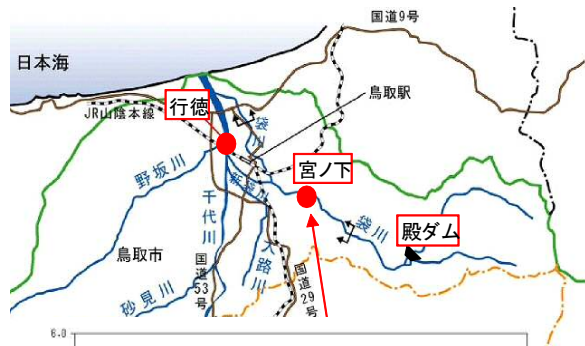 国道9号
日本海
鳥取駅
JR山陰本線
行徳
袋川
宮ノ下
野坂川
新袋川
千代川
袋川
殿ダム
鳥取市
大路川
国道53号
国道29号
砂見川
6.0